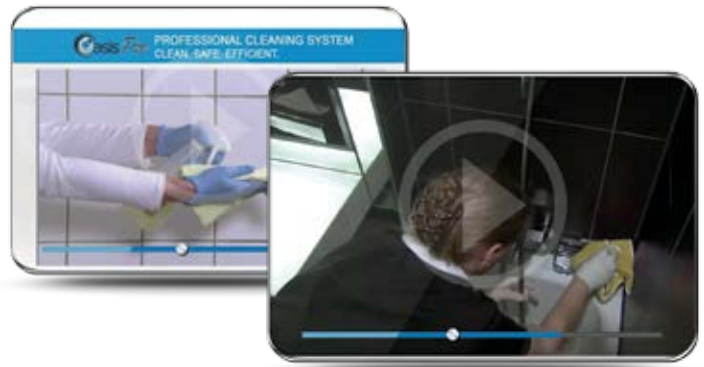 Oasis Pro PROFESSIONAL CLEANING SYSTEM
CLEAN. SAFE. EFFICIENT.